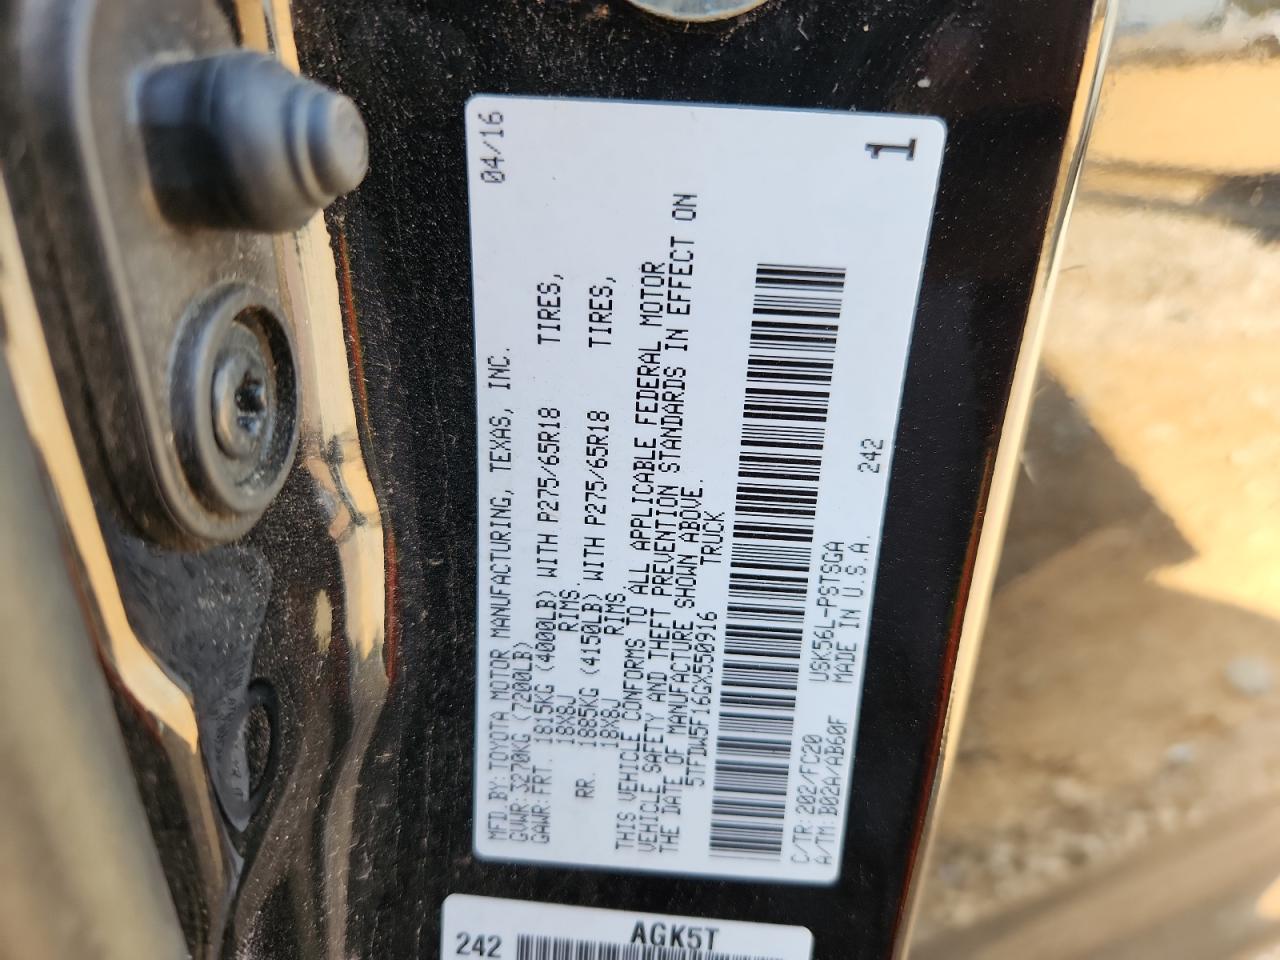 MFD.BY: TOYOTA MOTOR MANUFACTURING, TEXAS, INC. 04/16
GVWR:3270KG (7200LB)
GAWR:FRT. 1815KG (4000LB) WITH P275/65R18 TIRES,
18X8J RIMS,
RR. 1885KG (4150LB) WITH P275/65R18 TIRES,
18X8J RIMS,
THIS VEHICLE CONFORMS TO ALL APPLICABLE FEDERAL MOTOR
VEHICLE SAFETY AND THEFT PREVENTION STANDARDS IN EFFECT ON
THE DATE OF MANUFACTURE SHOWN ABOVE.
5TFDW5F16GX550916 TRUCK
C/TR:202/FC20 USK56L-PSTSGA 242
A/TM:B02A/AB60F MADE IN U.S.A.
1
242 AGK5T